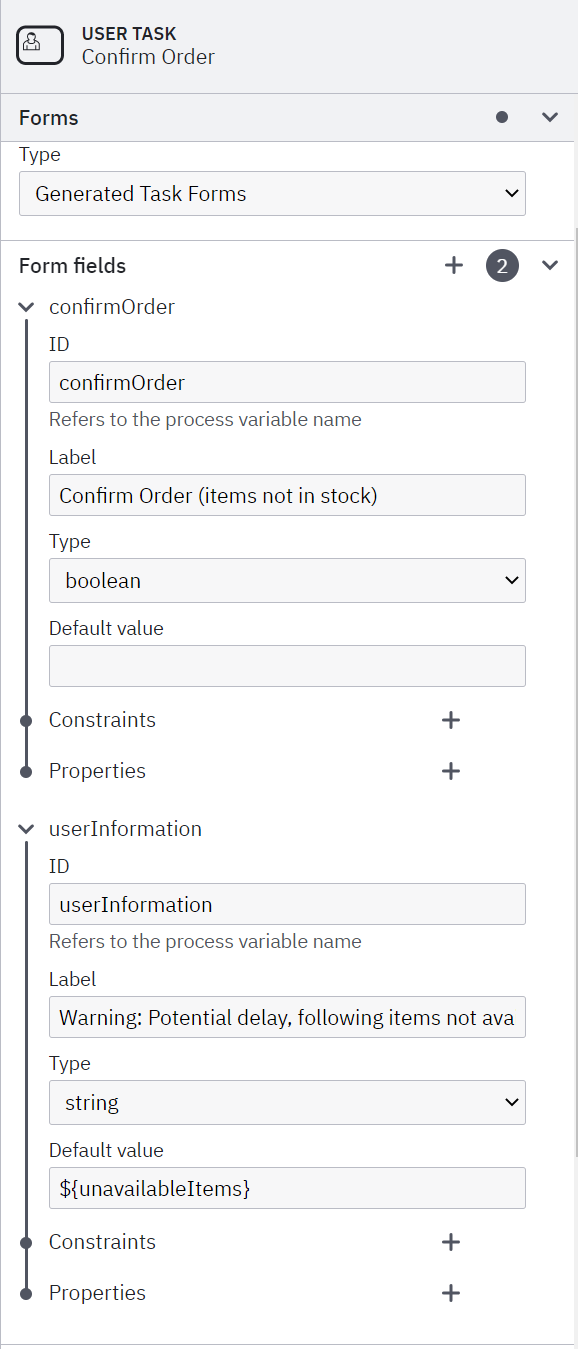 USER TASK
Confirm Order
Forms
Type
Generated Task Forms
Form fields
2
confirmOrder
ID
confirmOrder
Refers to the process variable name
Label
Confirm Order (items not in stock)
Type
boolean
Default value
Constraints
Properties
userInformation
ID
userInformation
Refers to the process variable name
Label
Warning: Potential delay, following items not ava
Type
string
Default value
${unavailableItems}
Constraints
Properties